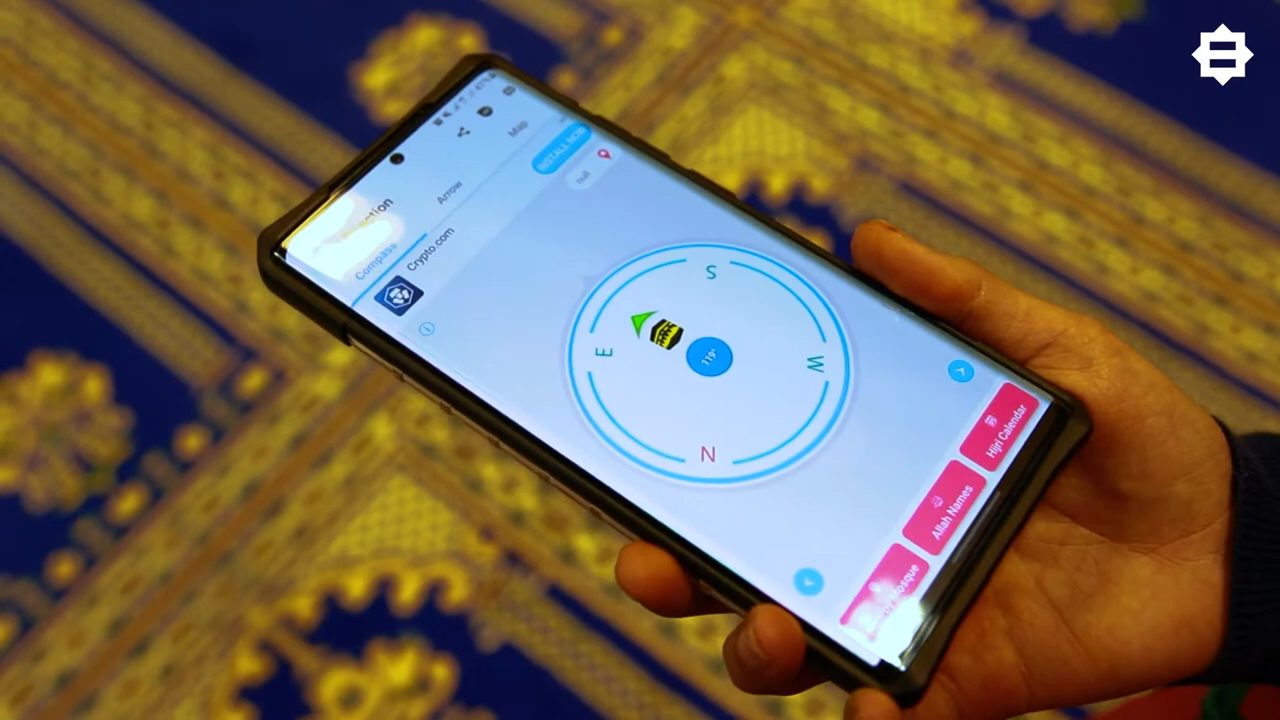 Map
Arrow
Compass
INSTALL NOW
null
Crypto.com
S
E
W
N
119°
Hijri Calendar
Allah Names